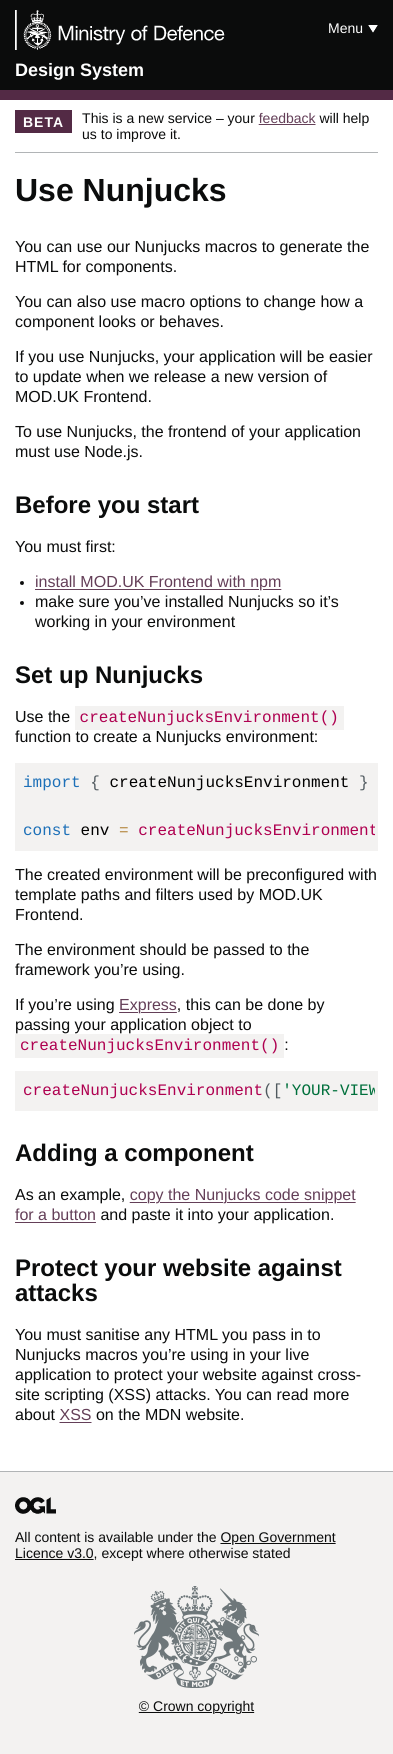 Ministry of Defence
Menu ▼
Design System
BETA
This is a new service – your feedback will help
us to improve it.
Use Nunjucks
You can use our Nunjucks macros to generate the
HTML for components.
You can also use macro options to change how a
component looks or behaves.
If you use Nunjucks, your application will be easier
to update when we release a new version of
MOD.UK Frontend.
To use Nunjucks, the frontend of your application
must use Node.js.
Before you start
You must first:
• install MOD.UK Frontend with npm
• make sure you’ve installed Nunjucks so it’s
working in your environment
Set up Nunjucks
Use the createNunjucksEnvironment()
function to create a Nunjucks environment:
import { createNunjucksEnvironment }
const env = createNunjucksEnvironment
The created environment will be preconfigured with
template paths and filters used by MOD.UK
Frontend.
The environment should be passed to the
framework you’re using.
If you’re using Express, this can be done by
passing your application object to
createNunjucksEnvironment():
createNunjucksEnvironment(['YOUR-VIEW
Adding a component
As an example, copy the Nunjucks code snippet
for a button and paste it into your application.
Protect your website against
attacks
You must sanitise any HTML you pass in to
Nunjucks macros you’re using in your live
application to protect your website against cross-
site scripting (XSS) attacks. You can read more
about XSS on the MDN website.
OGL
All content is available under the Open Government
Licence v3.0, except where otherwise stated
DIEU ET MON DROIT
© Crown copyright